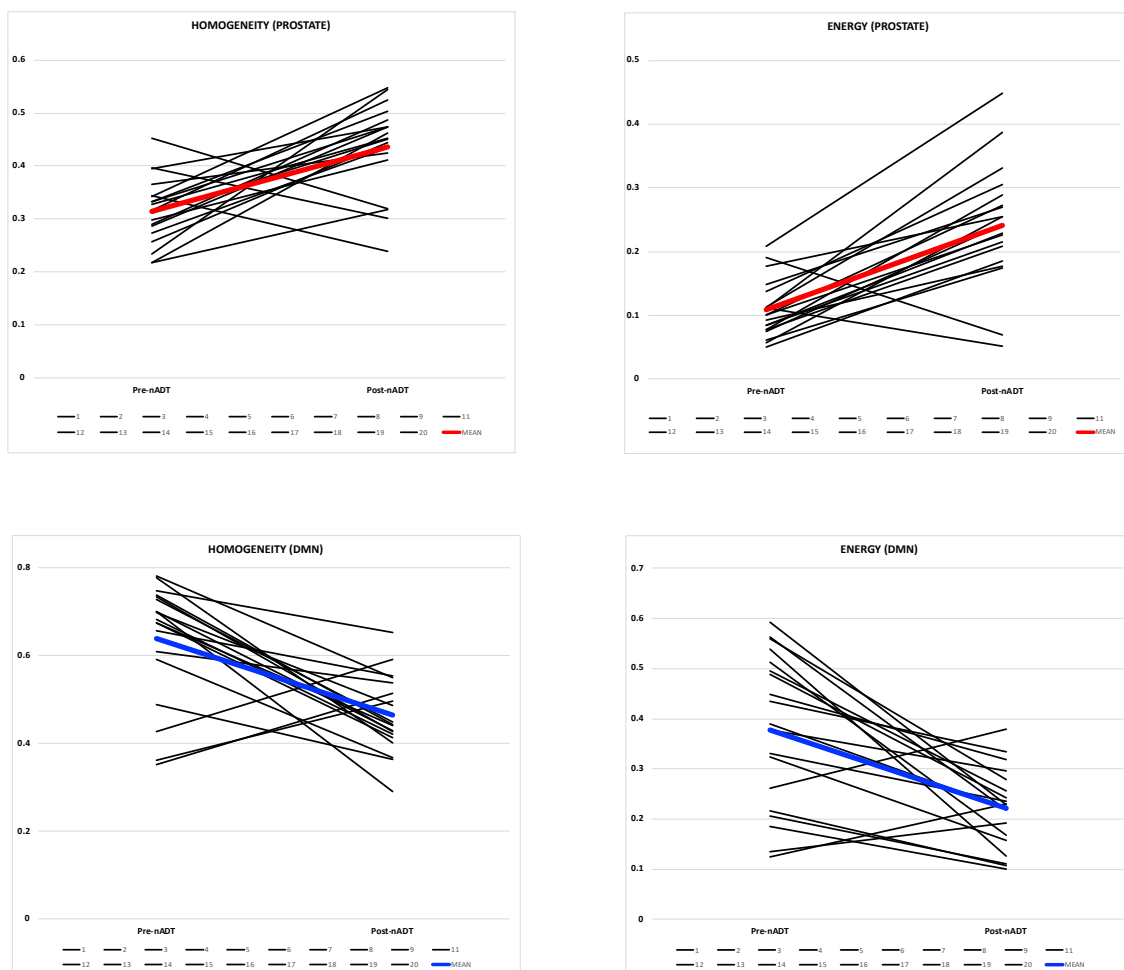 HOMOGENEITY (PROSTATE)
0.6
0.5
0.4
0.3
0.2
0.1
0
Pre-nADT Post-nADT
1 2 3 4 5 6 7 8 9 11
12 13 14 15 16 17 18 19 20 MEAN
ENERGY (PROSTATE)
0.5
0.4
0.3
0.2
0.1
0
Pre-nADT Post-nADT
1 2 3 4 5 6 7 8 9 11
12 13 14 15 16 17 18 19 20 MEAN
HOMOGENEITY (DMN)
0.8
0.6
0.4
0.2
0
Pre-nADT Post-nADT
1 2 3 4 5 6 7 8 9 11
12 13 14 15 16 17 18 19 20 MEAN
ENERGY (DMN)
0.7
0.6
0.5
0.4
0.3
0.2
0.1
0
Pre-nADT Post-nADT
1 2 3 4 5 6 7 8 9 11
12 13 14 15 16 17 18 19 20 MEAN